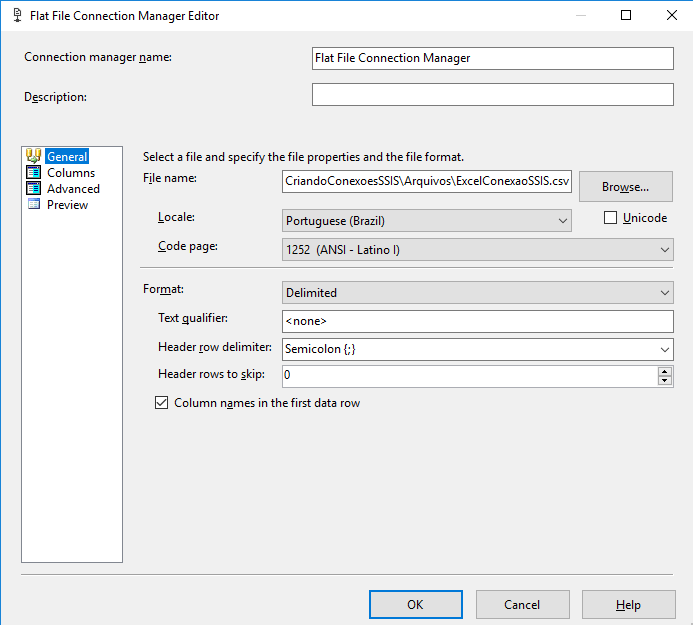 Flat File Connection Manager Editor
Connection manager name: Flat File Connection Manager
Description:
General
Columns
Advanced
Preview
Select a file and specify the file properties and the file format.
File name: CriandoConexoesSSIS\Arquivos\ExcelConexaoSSIS.csv Browse...
Locale: Portuguese (Brazil) Unicode
Code page: 1252 (ANSI - Latino I)
Format: Delimited
Text qualifier: <none>
Header row delimiter: Semicolon {;}
Header rows to skip: 0
Column names in the first data row
OK Cancel Help